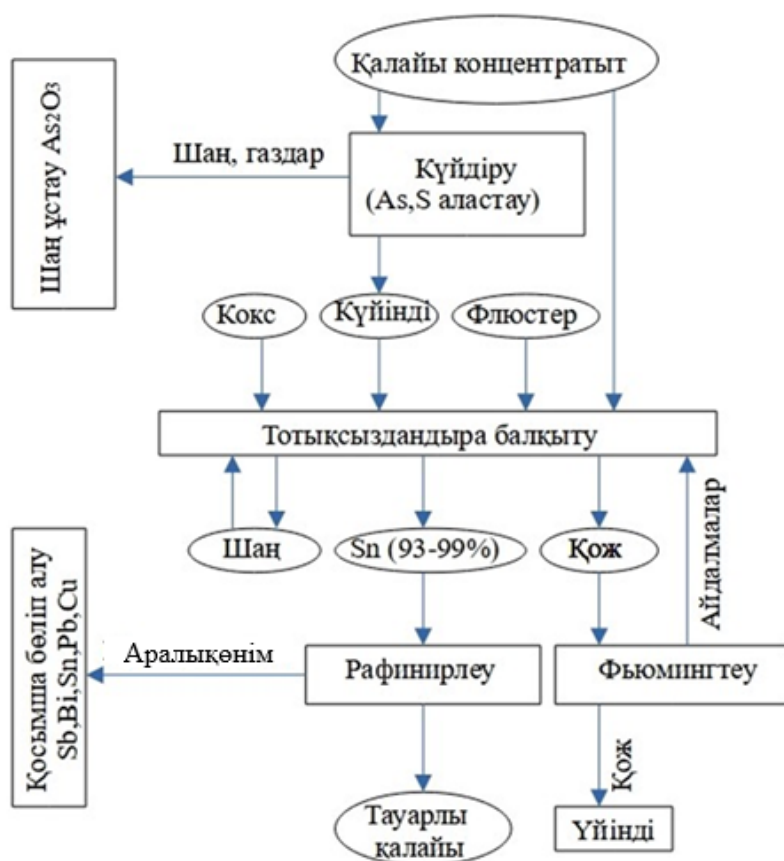 Қалайы концентратыт
Шаң ұстау As2O3
Шаң, газдар
Күйдіру
(As,S аластау)
Кокс
Күйінді
Флюстер
Тотықсыздандыра балқыту
Шаң
Sn (93-99%)
Қож
Айдалмалар
Қосымша бөліп алу
Sb,Bi,Sn,Pb,Cu
Аралықөнім
Рафинирлеу
Фьюмингтеу
Қож
Тауарлы
қалайы
Үйінді